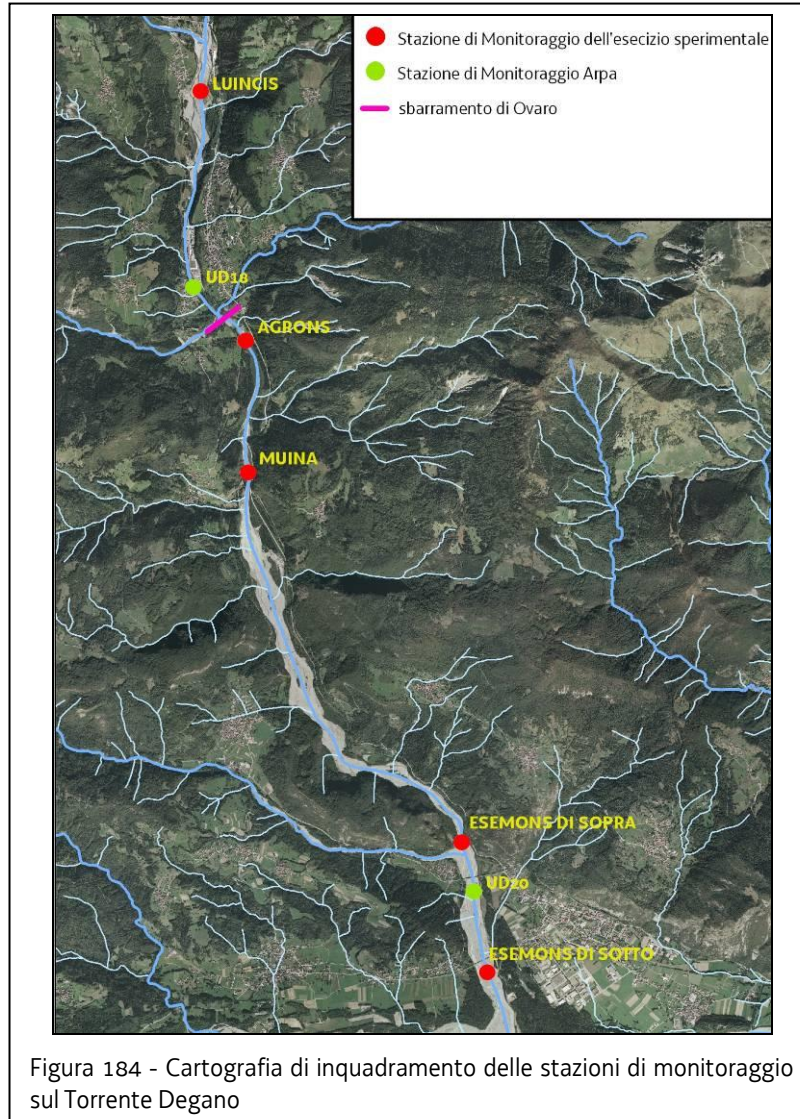 Stazione di Monitoraggio dell'esecizio sperimentale
Stazione di Monitoraggio Arpa
sbarramento di Ovaro
LUINCIS
UD18
AGRONS
MUINA
ESEMONS DI SOPRA
UD20
ESEMONS DI SOTTO
Figura 184 - Cartografia di inquadramento delle stazioni di monitoraggio
sul Torrente Degano